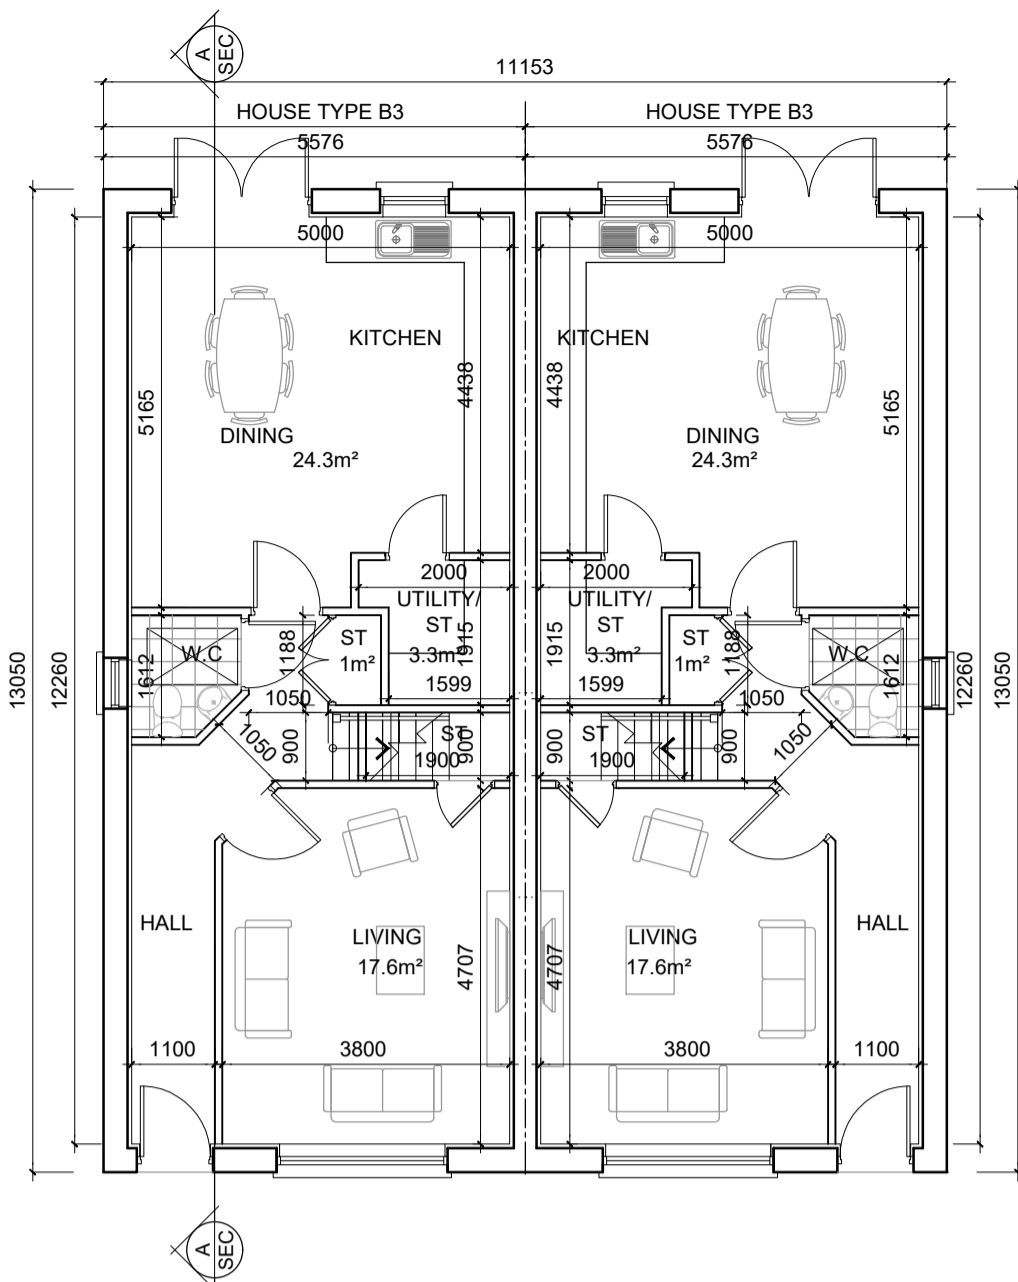 A
SEC
11153
HOUSE TYPE B3
HOUSE TYPE B3
5576
5576
5000
5000
KITCHEN
KITCHEN
4438
4438
5165
5165
DINING
24.3m²
DINING
24.3m²
2000
2000
UTILITY/
ST
3.3m²
UTILITY/
ST
3.3m²
1915
1915
ST
1m²
ST
1m²
1188
1188
W.C
W.C
1612
1612
13050
12260
12260
13050
1599
1599
1050
1050
1050
1050
900
900
ST
1900
900
ST
1900
900
HALL
HALL
LIVING
17.6m²
LIVING
17.6m²
4707
4707
1100
3800
3800
1100
A
SEC